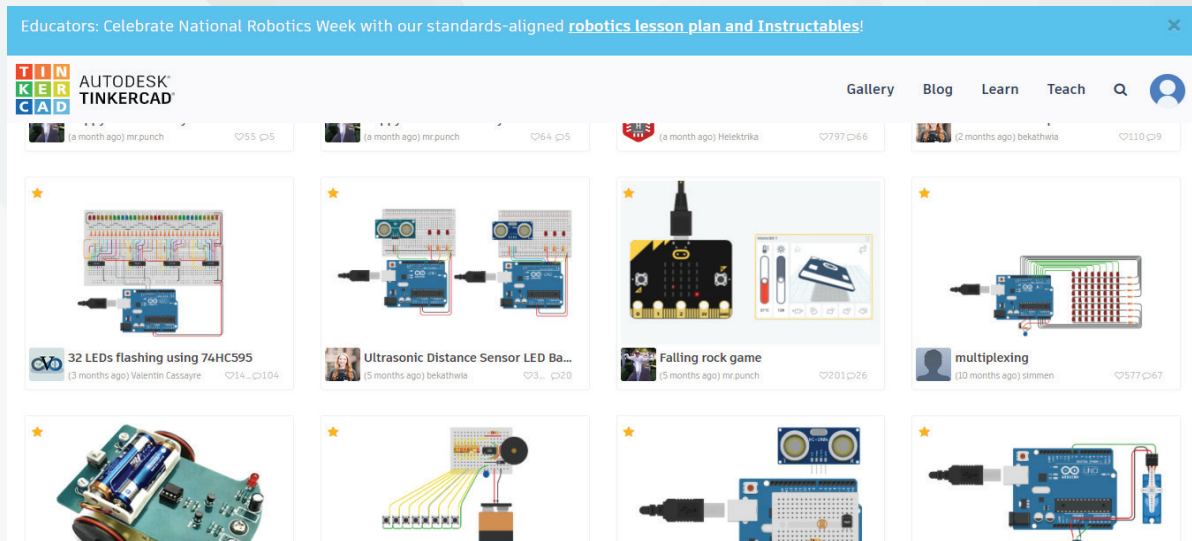 Educators: Celebrate National Robotics Week with our standards-aligned robotics lesson plan and Instructables!
TINKERCAD
AUTODESK
TINKERCAD
Gallery Blog Learn Teach
(a month ago) mr.punch 55 5
(a month ago) mr.punch 64 5
(a month ago) Helektrika 797 66
(2 months ago) bekathwia 110 9
32 LEDs flashing using 74HC595
(3 months ago) Valentin Cassayre 14... 104
Ultrasonic Distance Sensor LED Ba...
(5 months ago) bekathwia 3... 20
Falling rock game
(5 months ago) mr.punch 201 26
multiplexing
(10 months ago) simmen 577 67